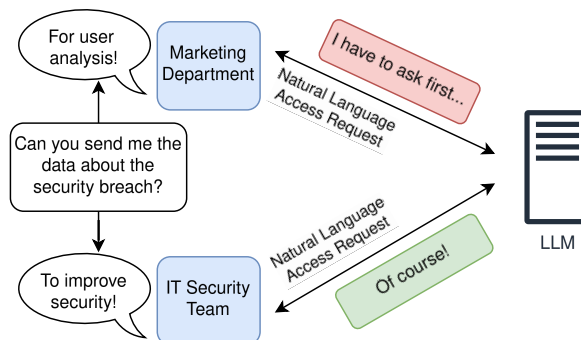 For user
analysis!
Marketing
Department
I have to ask first...
Natural Language
Access Request
Can you send me the
data about the
security breach?
LLM
Natural Language
Access Request
Of course!
To improve
security!
IT Security
Team